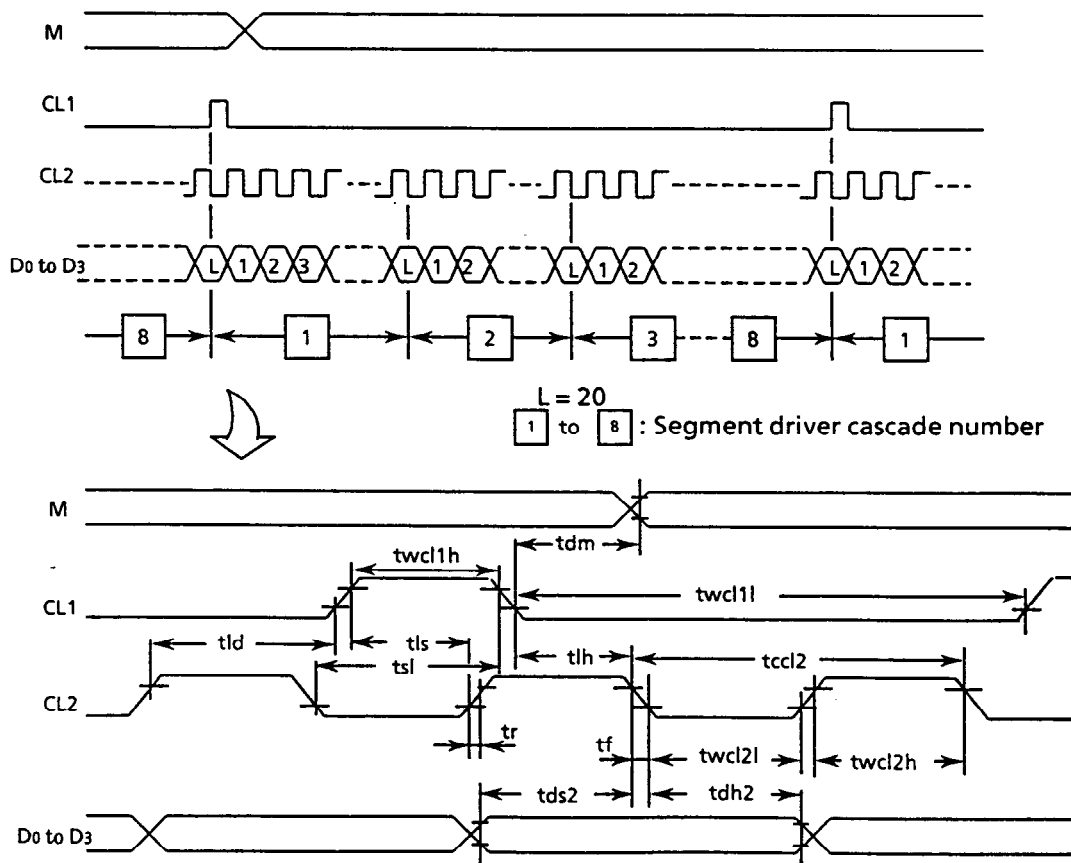 M
CL1
CL2
D0 to D3 L 1 2 3 L 1 2 L 1 2 L 1 2
8 1 2 3 8 1
L = 20
1 to 8 : Segment driver cascade number
M
tdm
twcl1h
CL1 twcl1l
tld tls tlh tccl2
tsl
CL2
tr tf twcl2l twcl2h
tds2 tdh2
D0 to D3